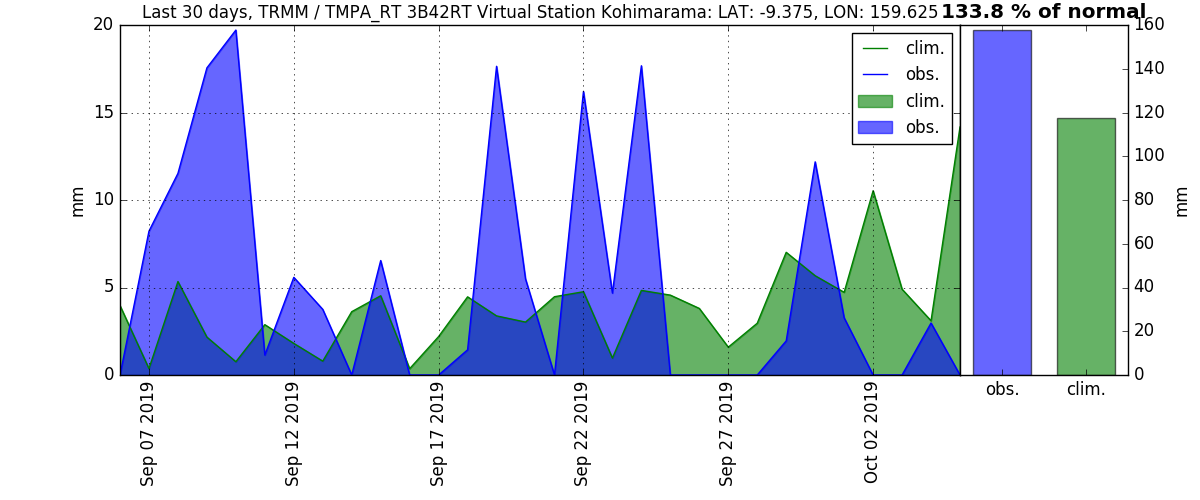 Last 30 days, TRMM / TMPA_RT 3B42RT Virtual Station Kohimarama: LAT: -9.375, LON: 159.625 133.8 % of normal
20
15
10
5
0
mm
clim.
obs.
clim.
obs.
160
140
120
100
80
60
40
20
0
mm
Sep 07 2019
Sep 12 2019
Sep 17 2019
Sep 22 2019
Sep 27 2019
Oct 02 2019
obs.
clim.